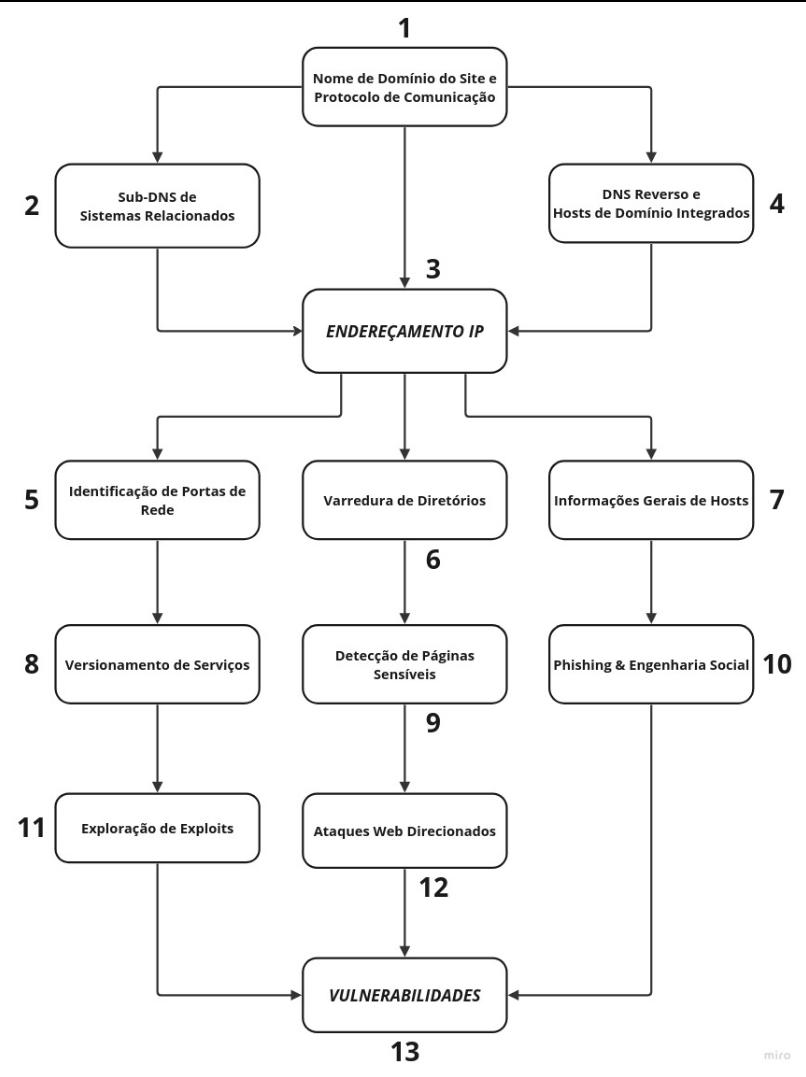 1
Nome de Domínio do Site e
Protocolo de Comunicação
2
Sub-DNS de
Sistemas Relacionados
DNS Reverso e
Hosts de Domínio Integrados
4
3
ENDEREÇAMENTO IP
5
Identificação de Portas de
Rede
Varredura de Diretórios
6
Informações Gerais de Hosts
7
8
Versionamento de Serviços
Detecção de Páginas
Sensíveis
9
Phishing & Engenharia Social
10
11
Exploração de Exploits
Ataques Web Direcionados
12
VULNERABILIDADES
13
miro